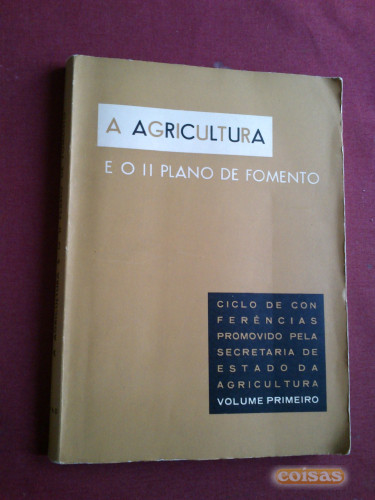 A AGRICULTURA
E O II PLANO DE FOMENTO
CICLO DE CON
FERÊNCIAS
PROMOVIDO PELA
SECRETARIA DE
ESTADO DA
AGRICULTURA
VOLUME PRIMEIRO
coisas